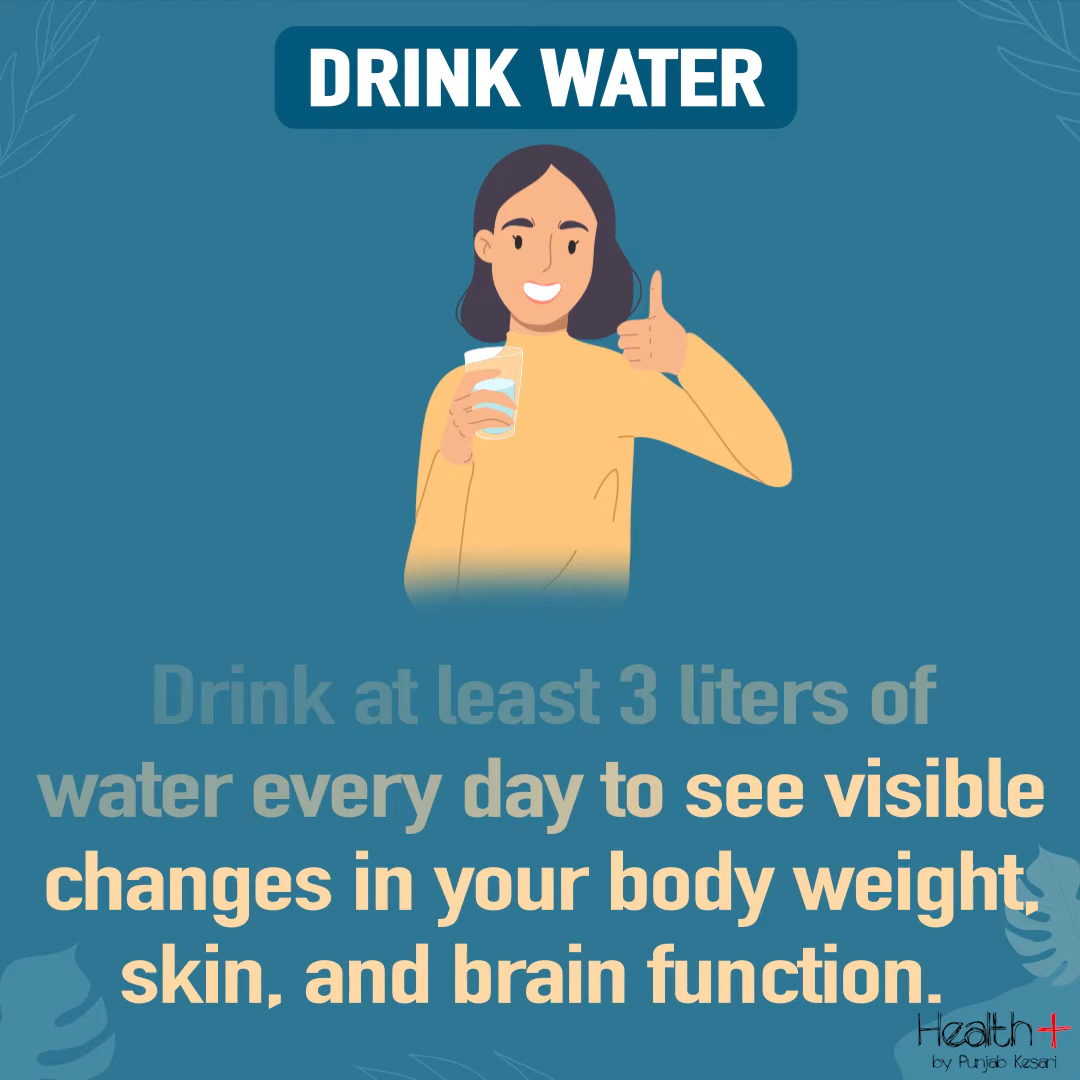 DRINK WATER
Drink at least 3 liters of
water every day to see visible
changes in your body weight,
skin, and brain function.
Health+
by Punjab Kesari